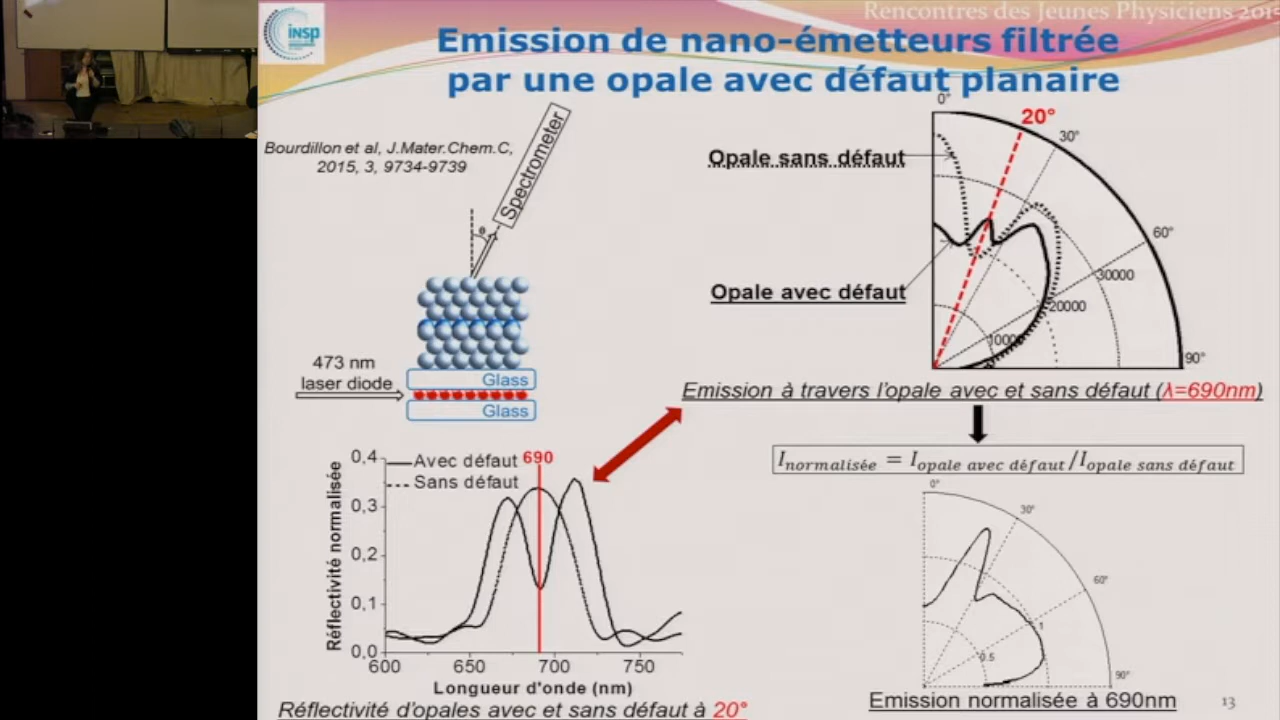 Rencontres des Jeunes Physiciens 2015
insp
Emission de nano-émetteurs filtrée
par une opale avec défaut planaire
Bourdillon et al, J.Mater.Chem.C,
2015, 3, 9734-9739
Spectrometer
θ
473 nm
laser diode
Glass
Glass
0°
20°
30°
60°
90°
30000
20000
10000
Opale sans défaut
Opale avec défaut
Emission à travers l'opale avec et sans défaut (λ=690nm)
I normalisée = I opale avec défaut / I opale sans défaut
0°
30°
60°
90°
1
0.5
Emission normalisée à 690nm
Avec défaut
Sans défaut
690
0,4
0,3
0,2
0,1
0,0
Réflectivité normalisée
600
650
700
750
Longueur d'onde (nm)
Réflectivité d'opales avec et sans défaut à 20°
13